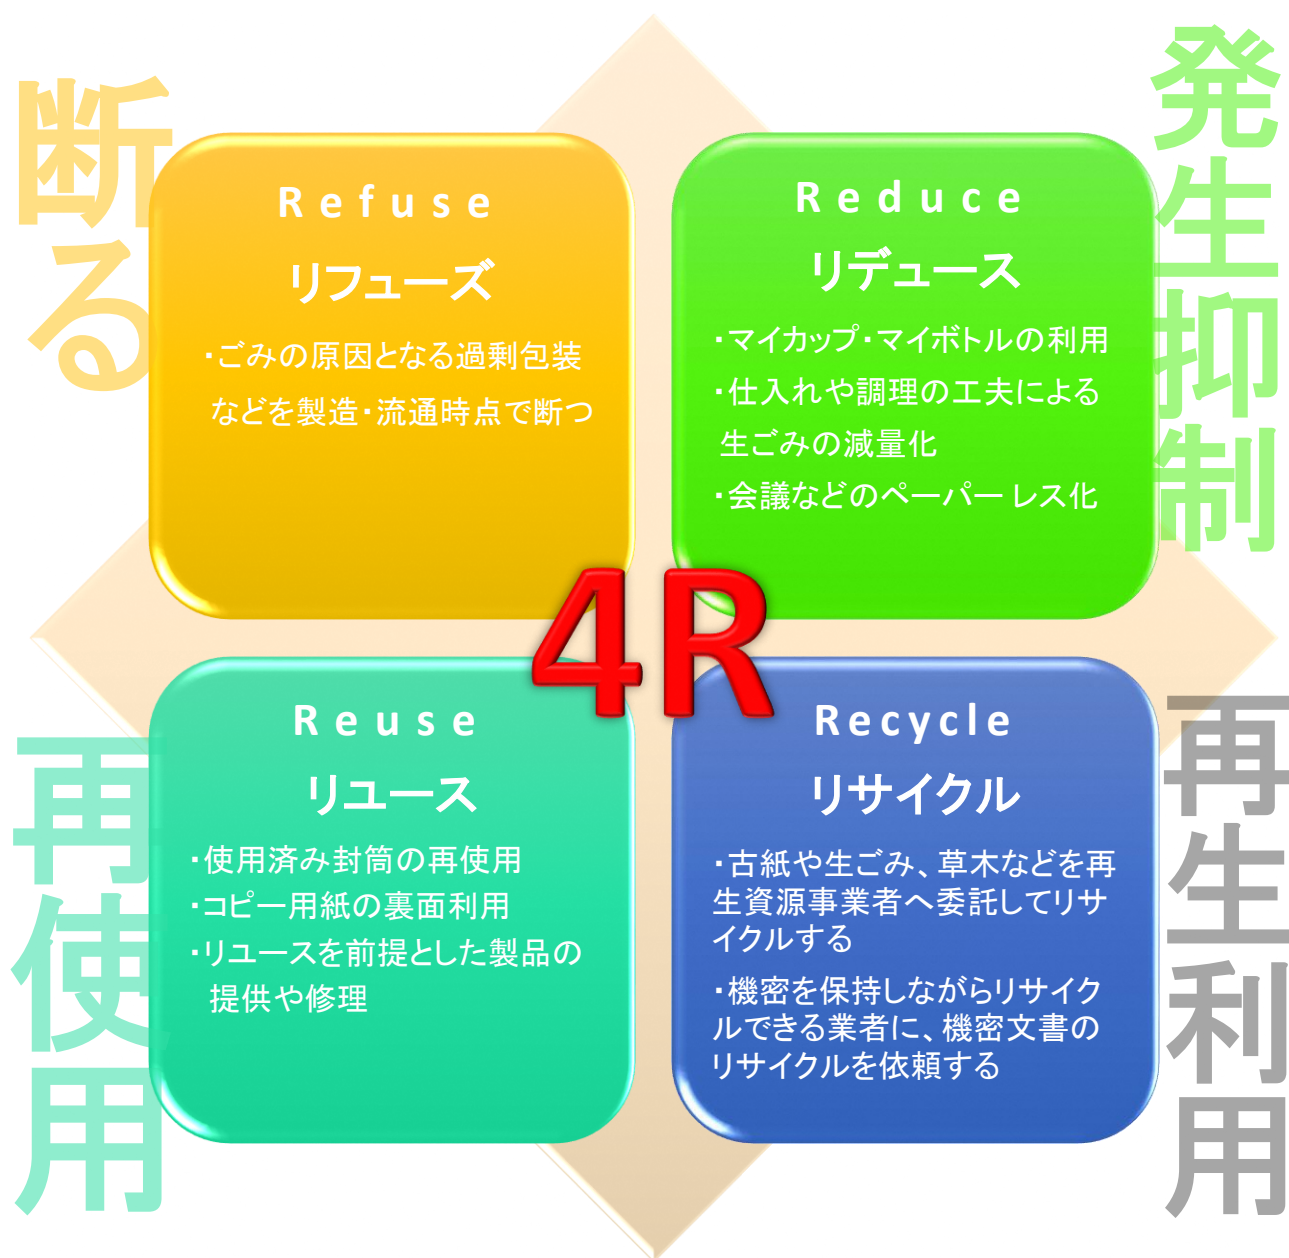 断る
Refuse
リフューズ
・ごみの原因となる過剰包装
などを製造・流通時点で断つ
発生抑制
Reduce
リデュース
・マイカップ・マイボトルの利用
・仕入れや調理の工夫による
生ごみの減量化
・会議などのペーパーレス化
4R
再使用
Reuse
リユース
・使用済み封筒の再使用
・コピー用紙の裏面利用
・リユースを前提とした製品の
提供や修理
再生利用
Recycle
リサイクル
・古紙や生ごみ、草木などを再
生資源事業者へ委託してリサ
イクルする
・機密を保持しながらリサイク
ルできる業者に、機密文書の
リサイクルを依頼する